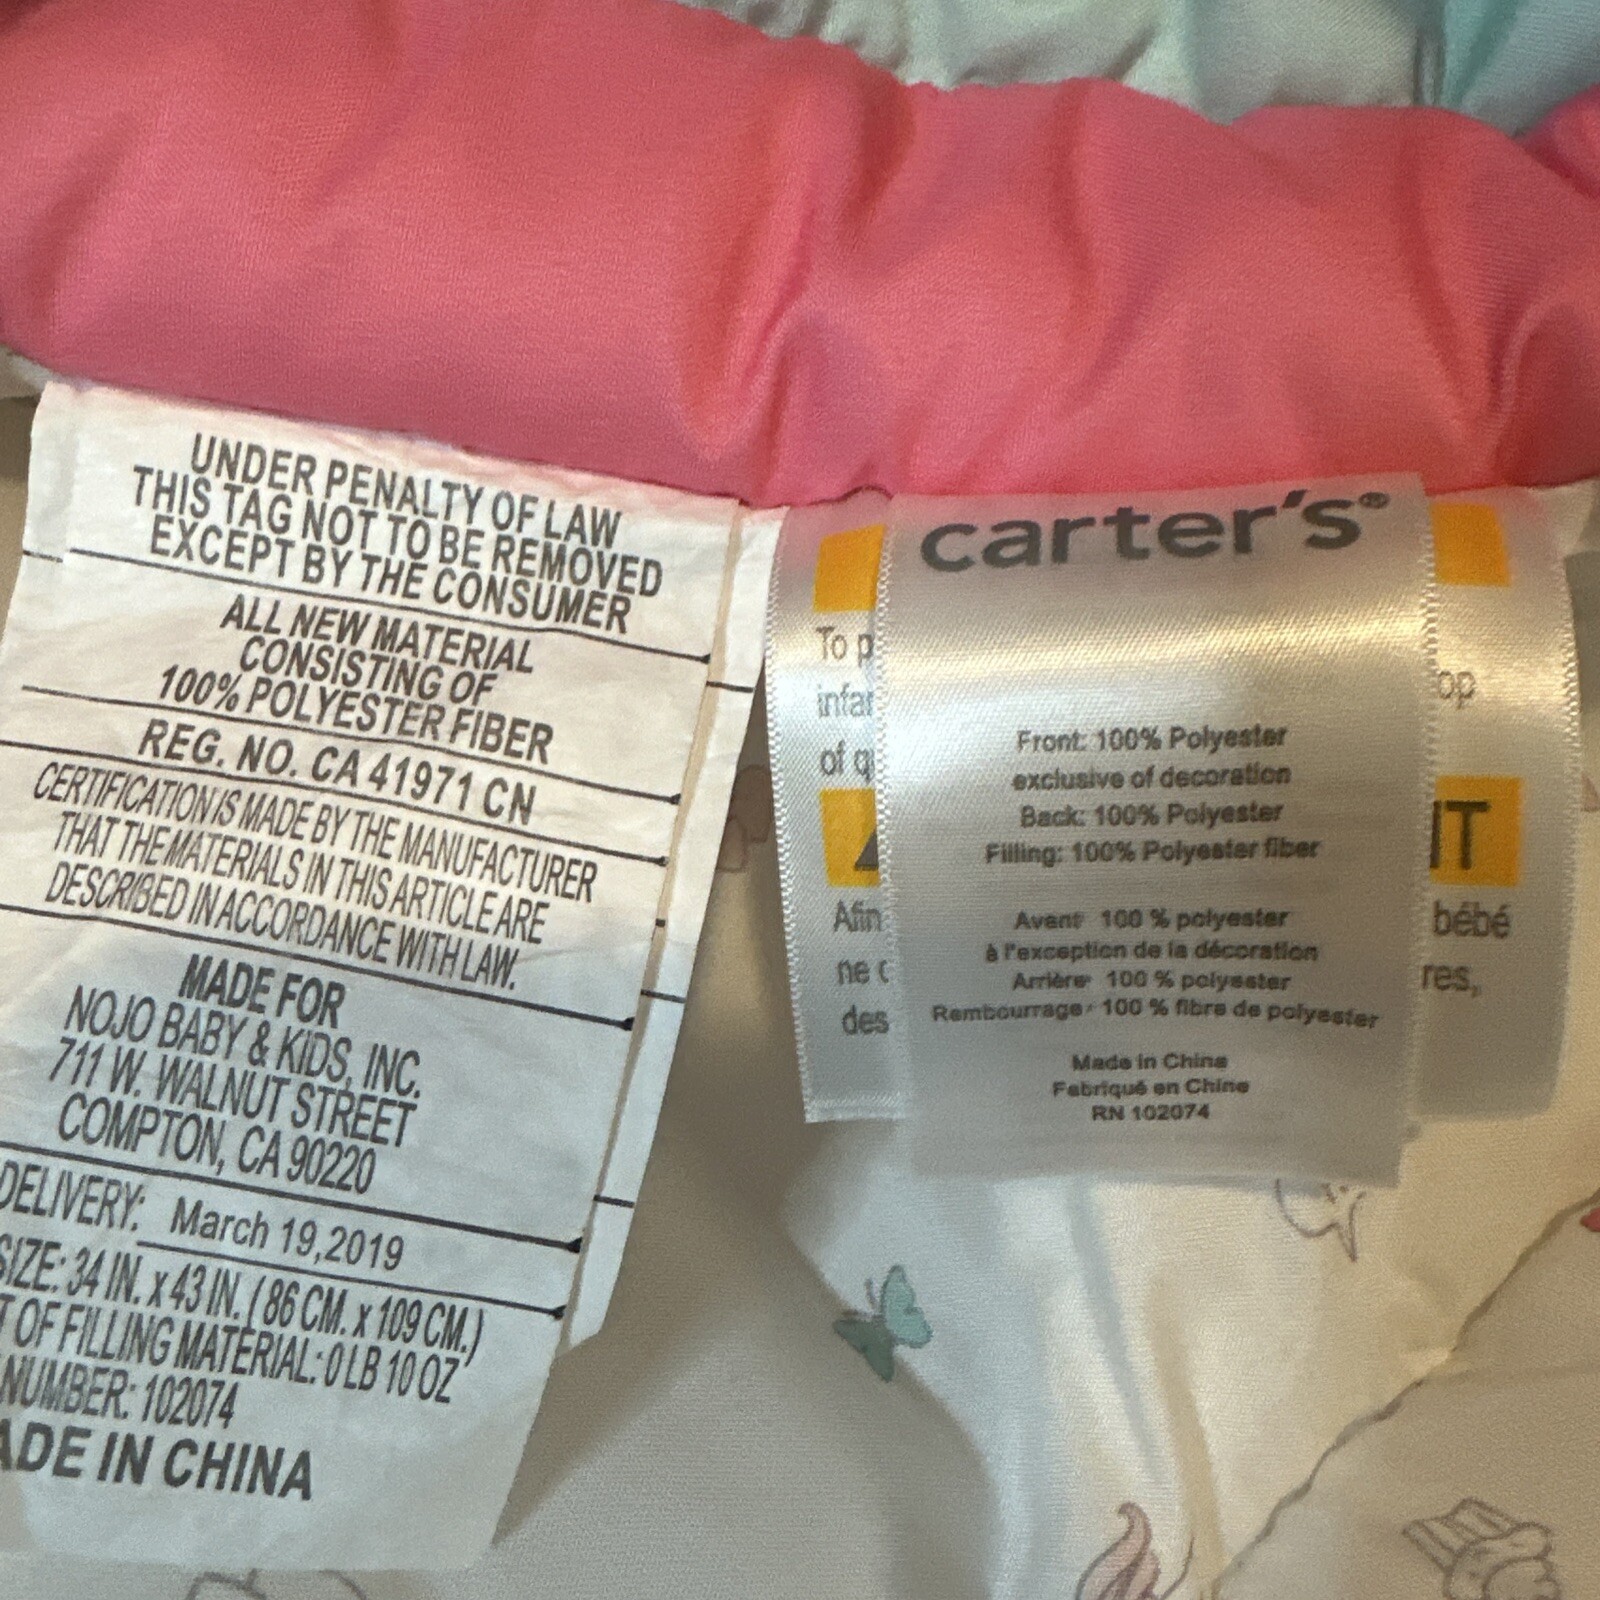 UNDER PENALTY OF LAW
THIS TAG NOT TO BE REMOVED
EXCEPT BY THE CONSUMER
ALL NEW MATERIAL
CONSISTING OF
100% POLYESTER FIBER
REG. NO. CA 41971 CN
CERTIFICATION IS MADE BY THE MANUFACTURER
THAT THE MATERIALS IN THIS ARTICLE ARE
DESCRIBED IN ACCORDANCE WITH LAW.
MADE FOR
NOJO BABY & KIDS, INC.
711 W. WALNUT STREET
COMPTON, CA 90220
DELIVERY: March 19,2019
SIZE: 34 IN. x 43 IN. ( 86 CM. x 109 CM.)
OF FILLING MATERIAL: 0 LB 10 OZ
NUMBER: 102074
ADE IN CHINA
carter's®
Front: 100% Polyester
exclusive of decoration
Back: 100% Polyester
Filling: 100% Polyester fiber
Avant 100 % polyester
à l'exception de la décoration
Arrière 100 % polyester
Rembourrage 100 % fibre de polyester
Made in China
Fabriqué en Chine
RN 102074
To p
infar
of q
Afin
bébé
ne
res,
des